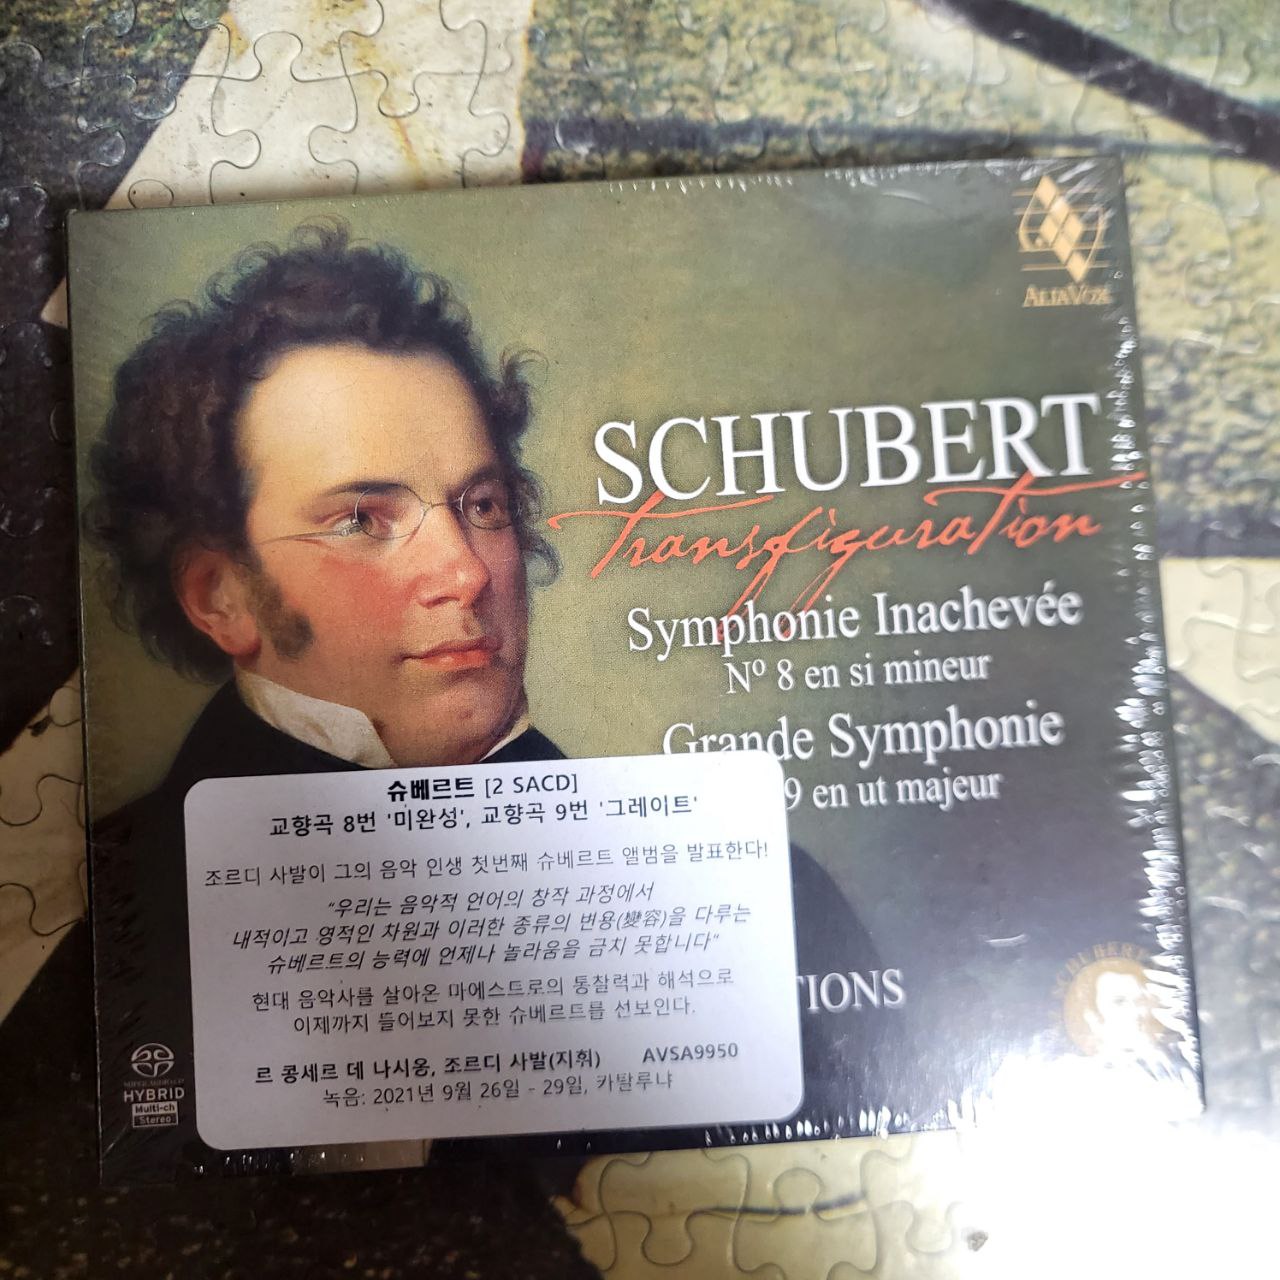 ALIAVOX
SCHUBERT
Transfiguration
Symphonie Inachevée
Nº 8 en si mineur
Grande Symphonie
9 en ut majeur
슈베르트 [2 SACD]
교향곡 8번 '미완성', 교향곡 9번 '그레이트'
조르디 사발이 그의 음악 인생 첫번째 슈베르트 앨범을 발표한다!
"우리는 음악적 언어의 창작 과정에서
내적이고 영적인 차원과 이러한 종류의 변용(變容)을 다루는
슈베르트의 능력에 언제나 놀라움을 금치 못합니다"
현대 음악사를 살아온 마에스트로의 통찰력과 해석으로
이제까지 들어보지 못한 슈베르트를 선보인다.
르 콩세르 데 나시옹, 조르디 사발(지휘) AVSA9950
녹음: 2021년 9월 26일 - 29일, 카탈루냐
TIONS
SCHUBERT
SUPER AUDIO CD
HYBRID
Multi-ch
Stereo